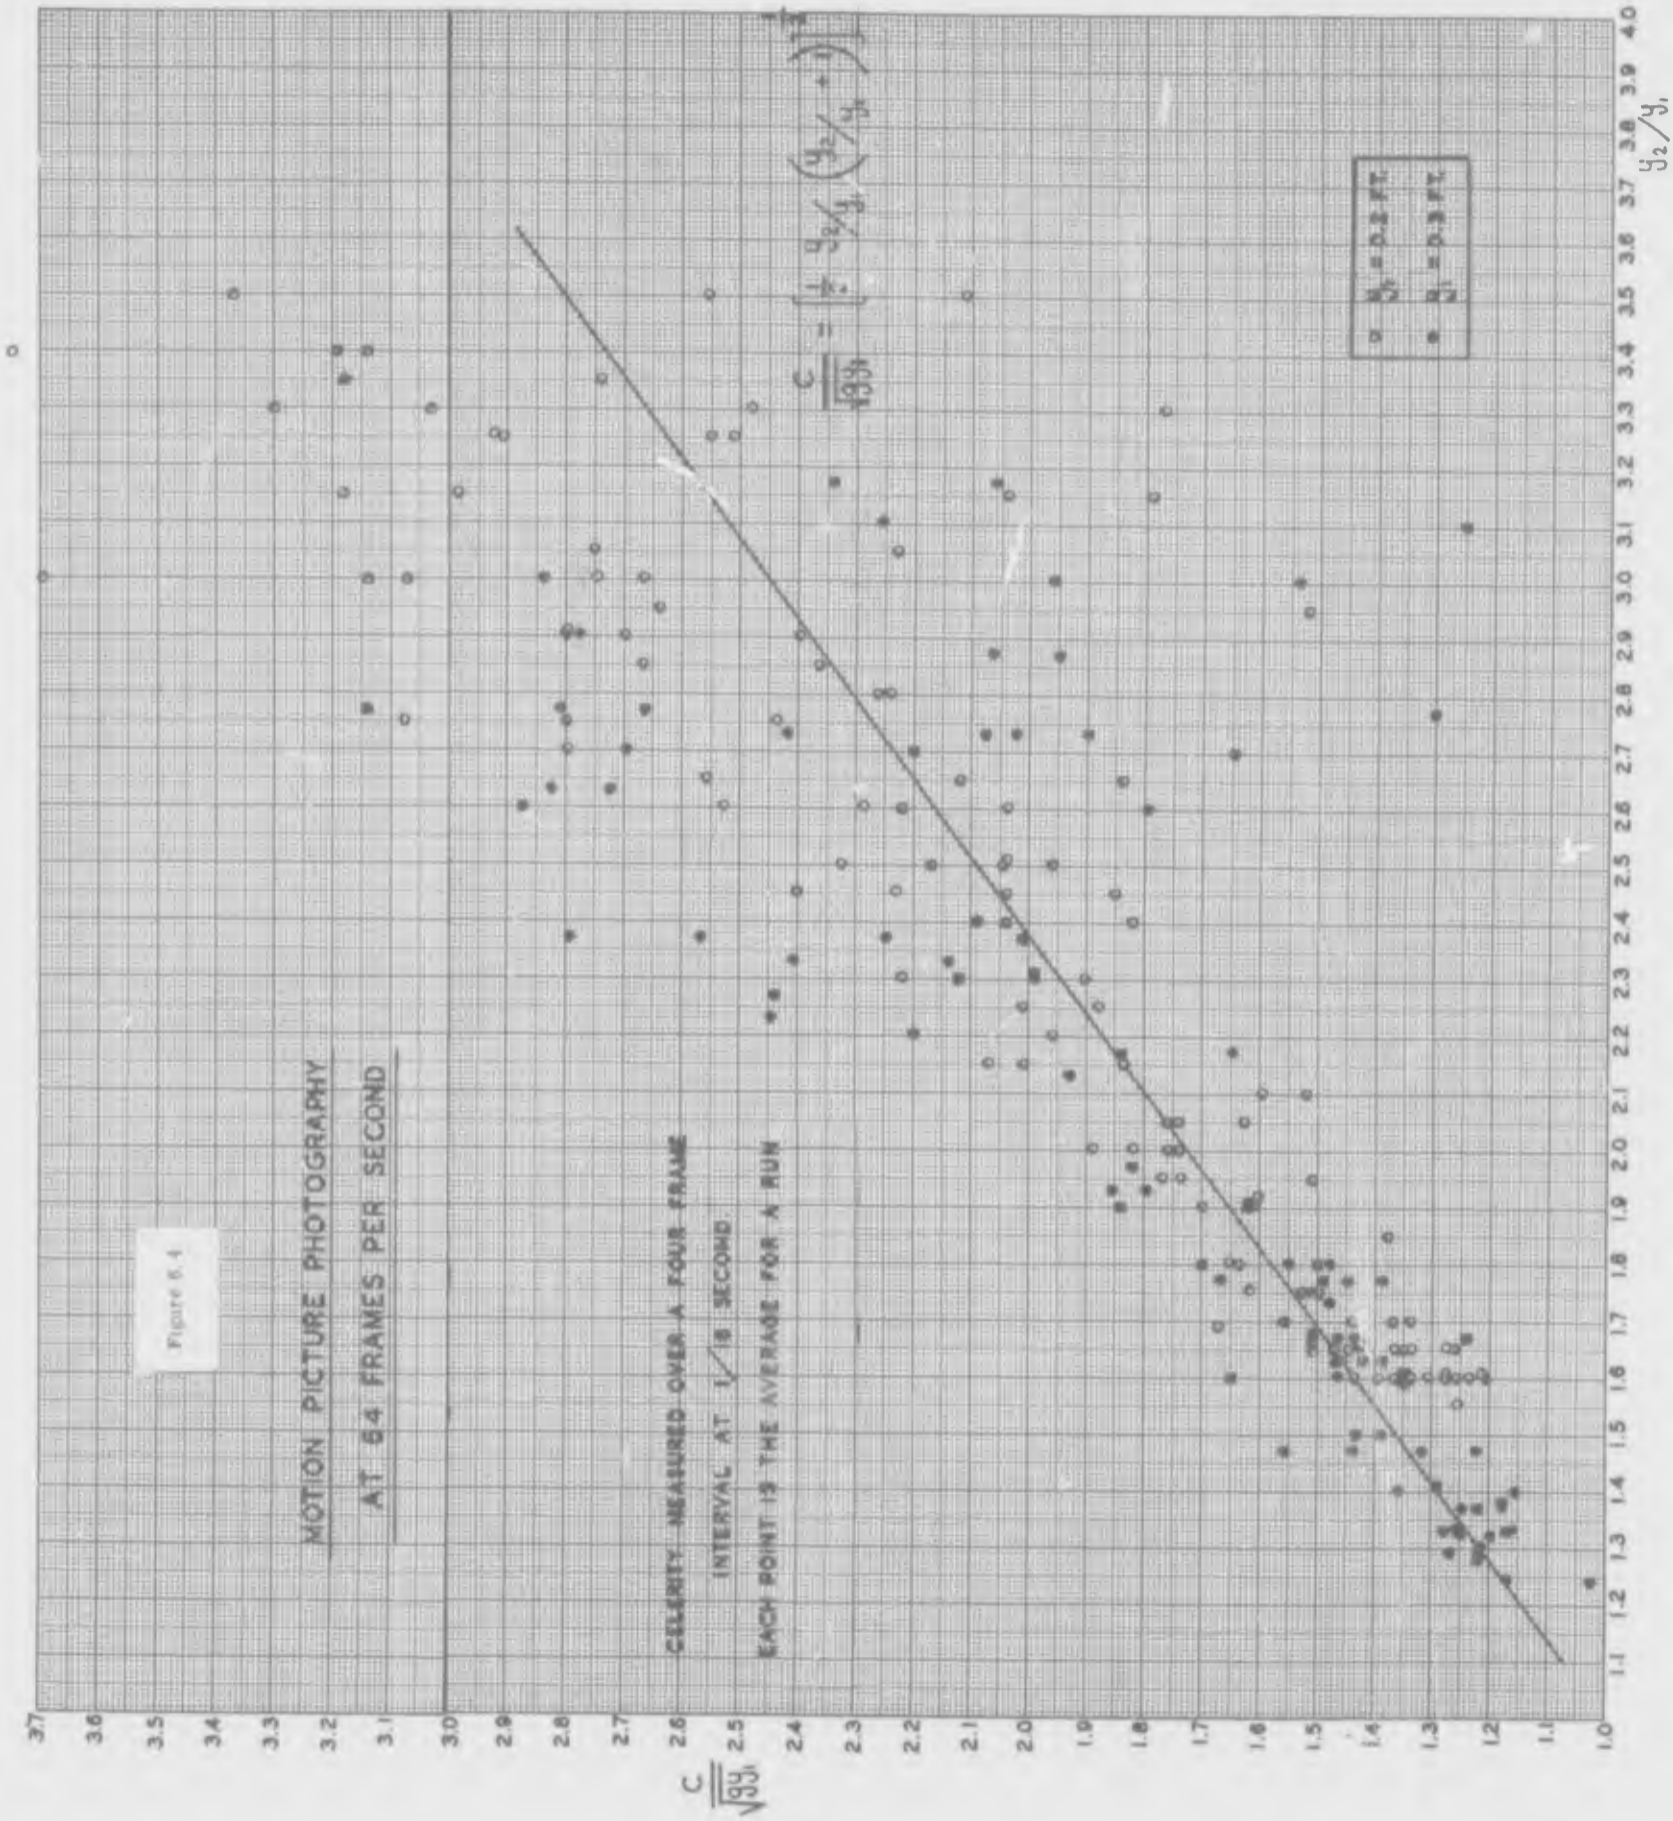 Figure 6.4
MOTION PICTURE PHOTOGRAPHY
AT 64 FRAMES PER SECOND
CELERITY MEASURED OVER A FOUR FRAME
INTERVAL AT 1/16 SECOND.
EACH POINT IS THE AVERAGE FOR A RUN
C/√gy₁ = [½ y₂/y₁ (y₂/y₁ + 1)]^½
○ y₁ = 0.2 FT.
● y₁ = 0.3 FT.
C/√gy₁
3.7
3.6
3.5
3.4
3.3
3.2
3.1
3.0
2.9
2.8
2.7
2.6
2.5
2.4
2.3
2.2
2.1
2.0
1.9
1.8
1.7
1.6
1.5
1.4
1.3
1.2
1.1
1.0
1.1 1.2 1.3 1.4 1.5 1.6 1.7 1.8 1.9 2.0 2.1 2.2 2.3 2.4 2.5 2.6 2.7 2.8 2.9 3.0 3.1 3.2 3.3 3.4 3.5 3.6 3.7 3.8 3.9 4.0
y₂/y₁